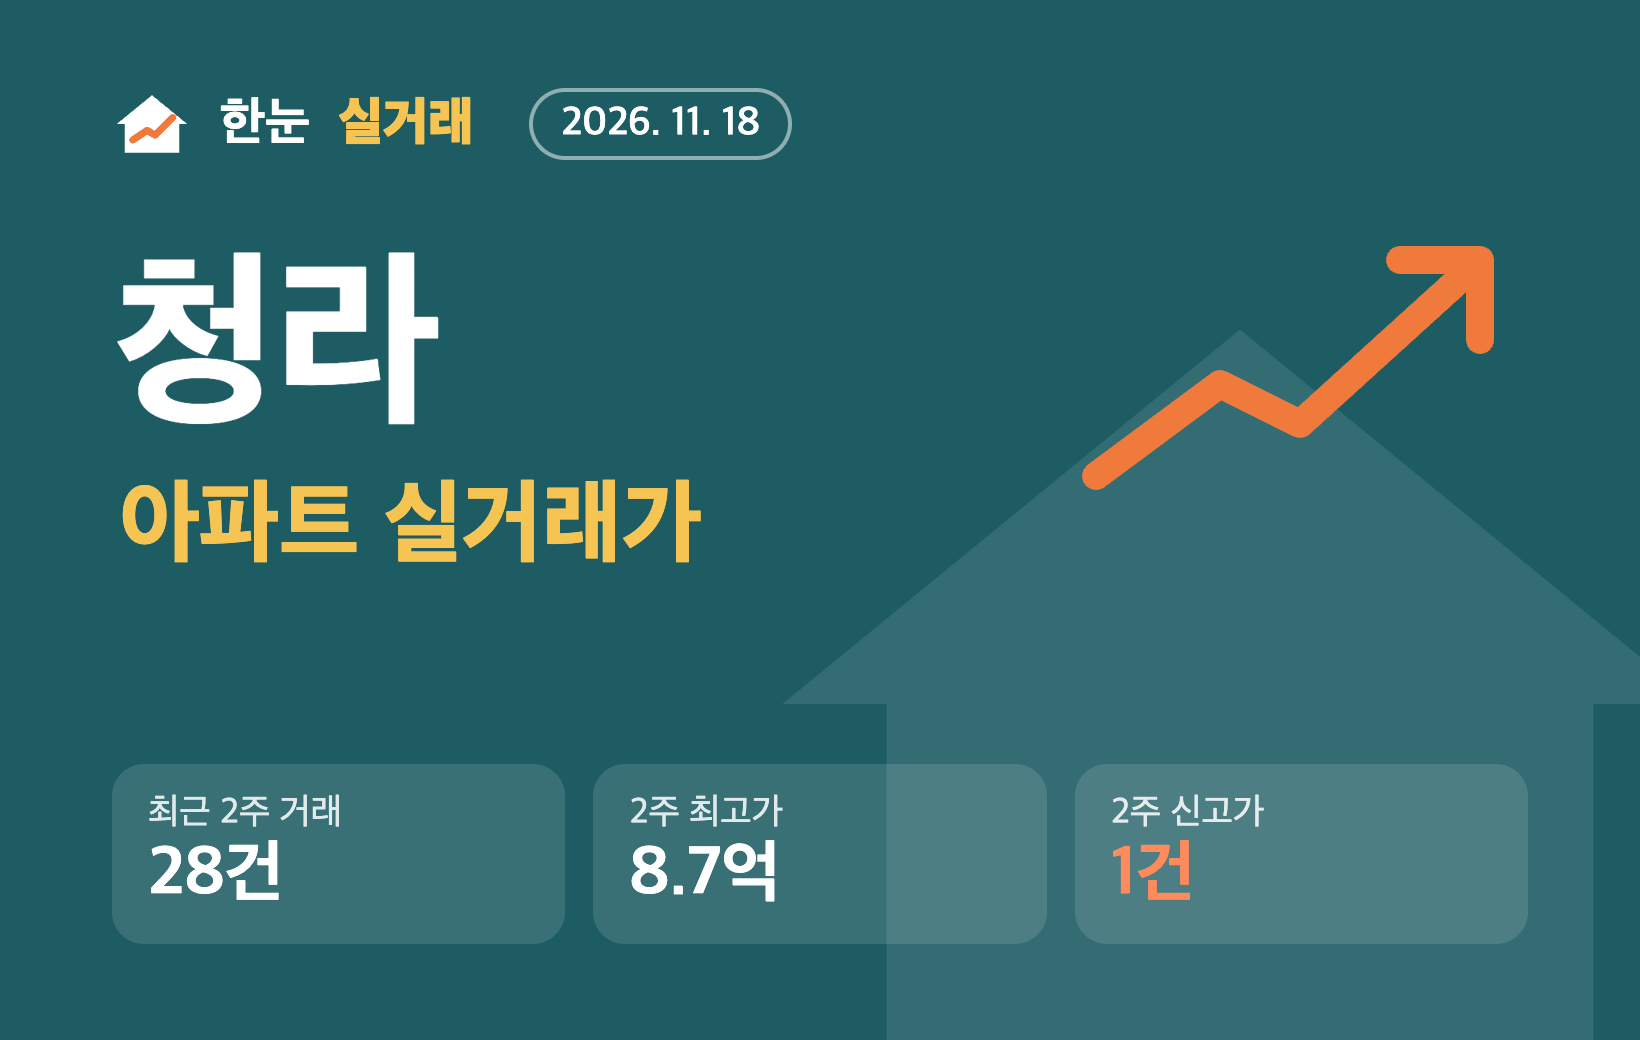 한눈 실거래 2026. 11. 18
청라
아파트 실거래가
최근 2주 거래
28건
2주 최고가
8.7억
2주 신고가
1건